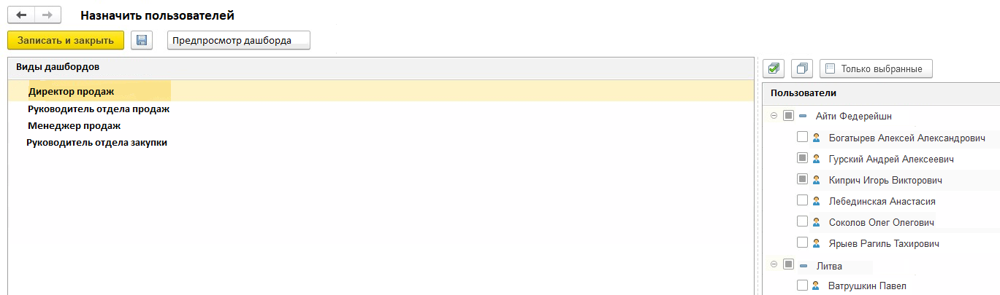 Назначить пользователей
Записать и закрыть
Предпросмотр дашборда
Виды дашбордов
Директор продаж
Руководитель отдела продаж
Менеджер продаж
Руководитель отдела закупки
Только выбранные
Пользователи
Айти Федерейшн
Богатырев Алексей Александрович
Гурский Андрей Алексеевич
Киприч Игорь Викторович
Лебединская Анастасия
Соколов Олег Олегович
Ярыев Рагиль Тахирович
Литва
Ватрушкин Павел